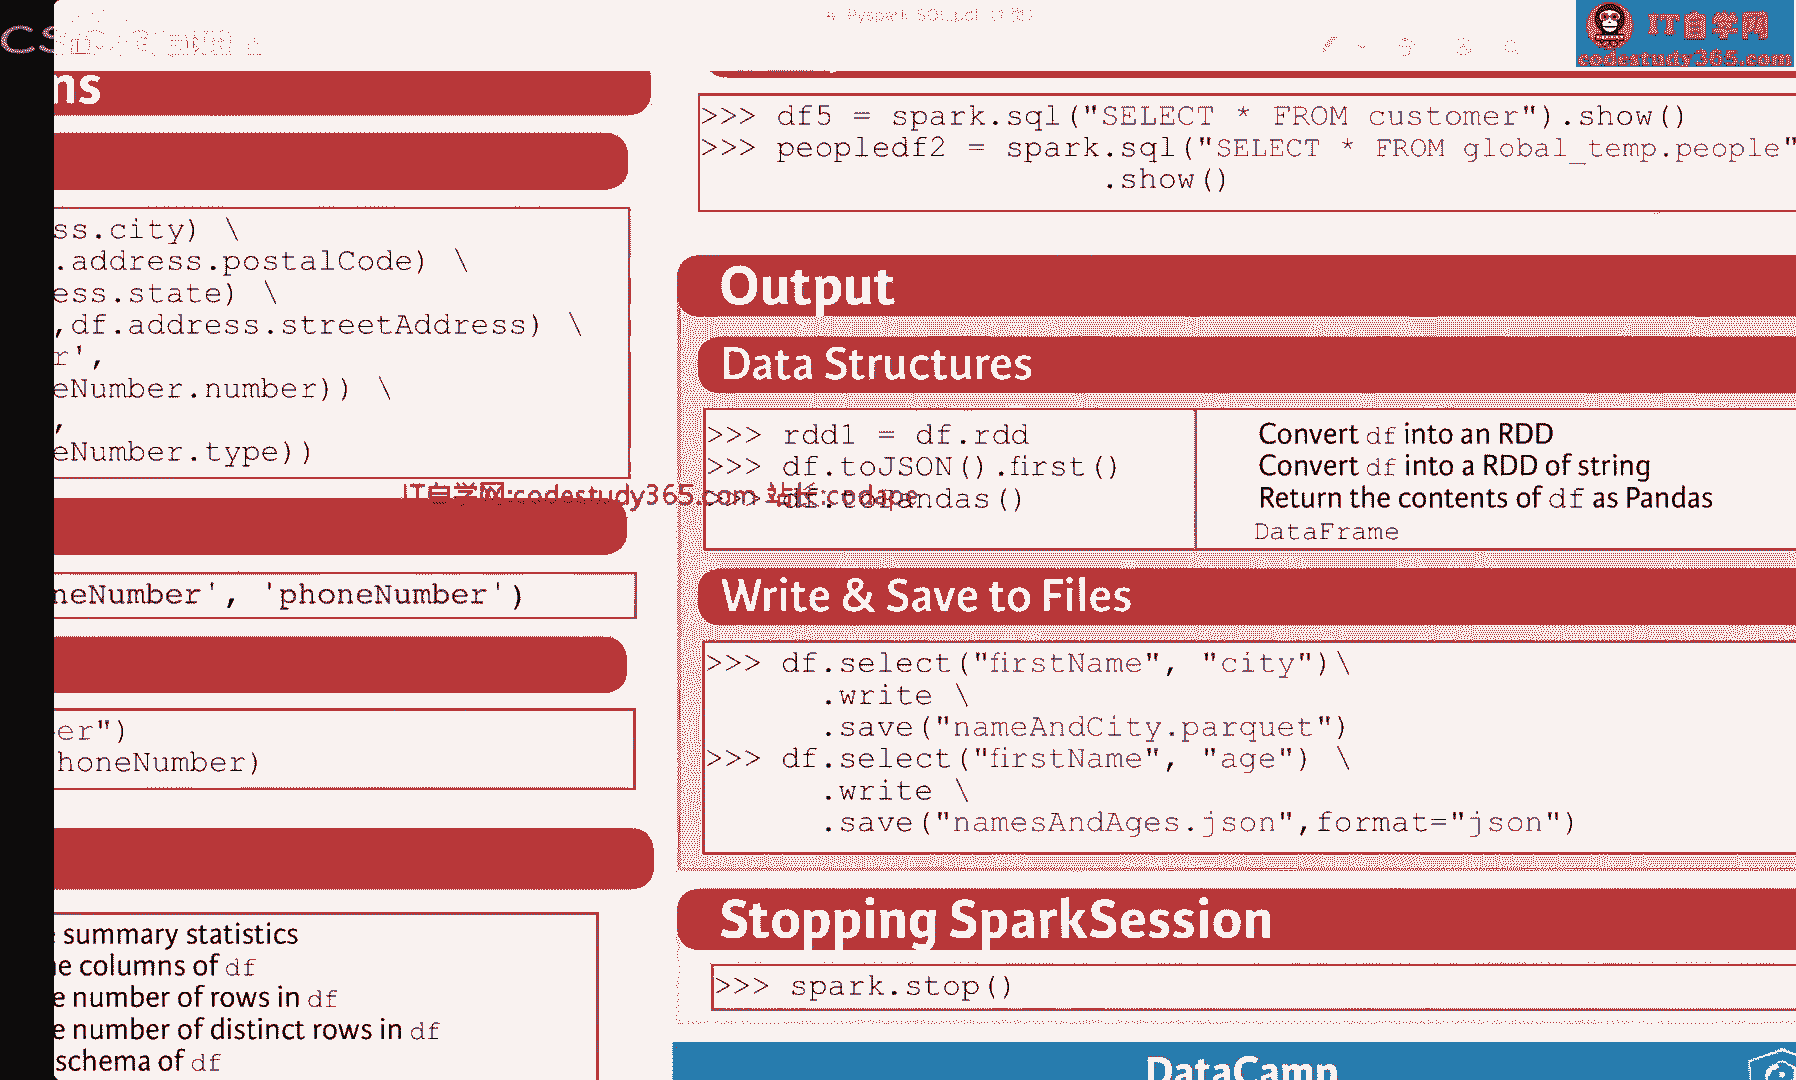 Pyspark SQL.pdf
IT自学网
codestudy365.com
CS
ns
ss.city) \
.address.postalCode) \
ess.state) \
,df.address.streetAddress) \
r',
eNumber.number)) \
,
eNumber.type))
neNumber', 'phoneNumber')
er")
honeNumber)
summary statistics
e columns of df
e number of rows in df
e number of distinct rows in df
schema of df
>>> df5 = spark.sql("SELECT * FROM customer").show()
>>> peopledf2 = spark.sql("SELECT * FROM global_temp.people"
.show()
Output
Data Structures
>>> rdd1 = df.rdd
>>> df.toJSON().first()
>>> df.toPandas()
Convert df into an RDD
Convert df into a RDD of string
Return the contents of df as Pandas
DataFrame
IT自学网:codestudy365.com 站长:codape
Write & Save to Files
>>> df.select("firstName", "city")\
.write \
.save("nameAndCity.parquet")
>>> df.select("firstName", "age") \
.write \
.save("namesAndAges.json",format="json")
Stopping SparkSession
>>> spark.stop()
DataCamp